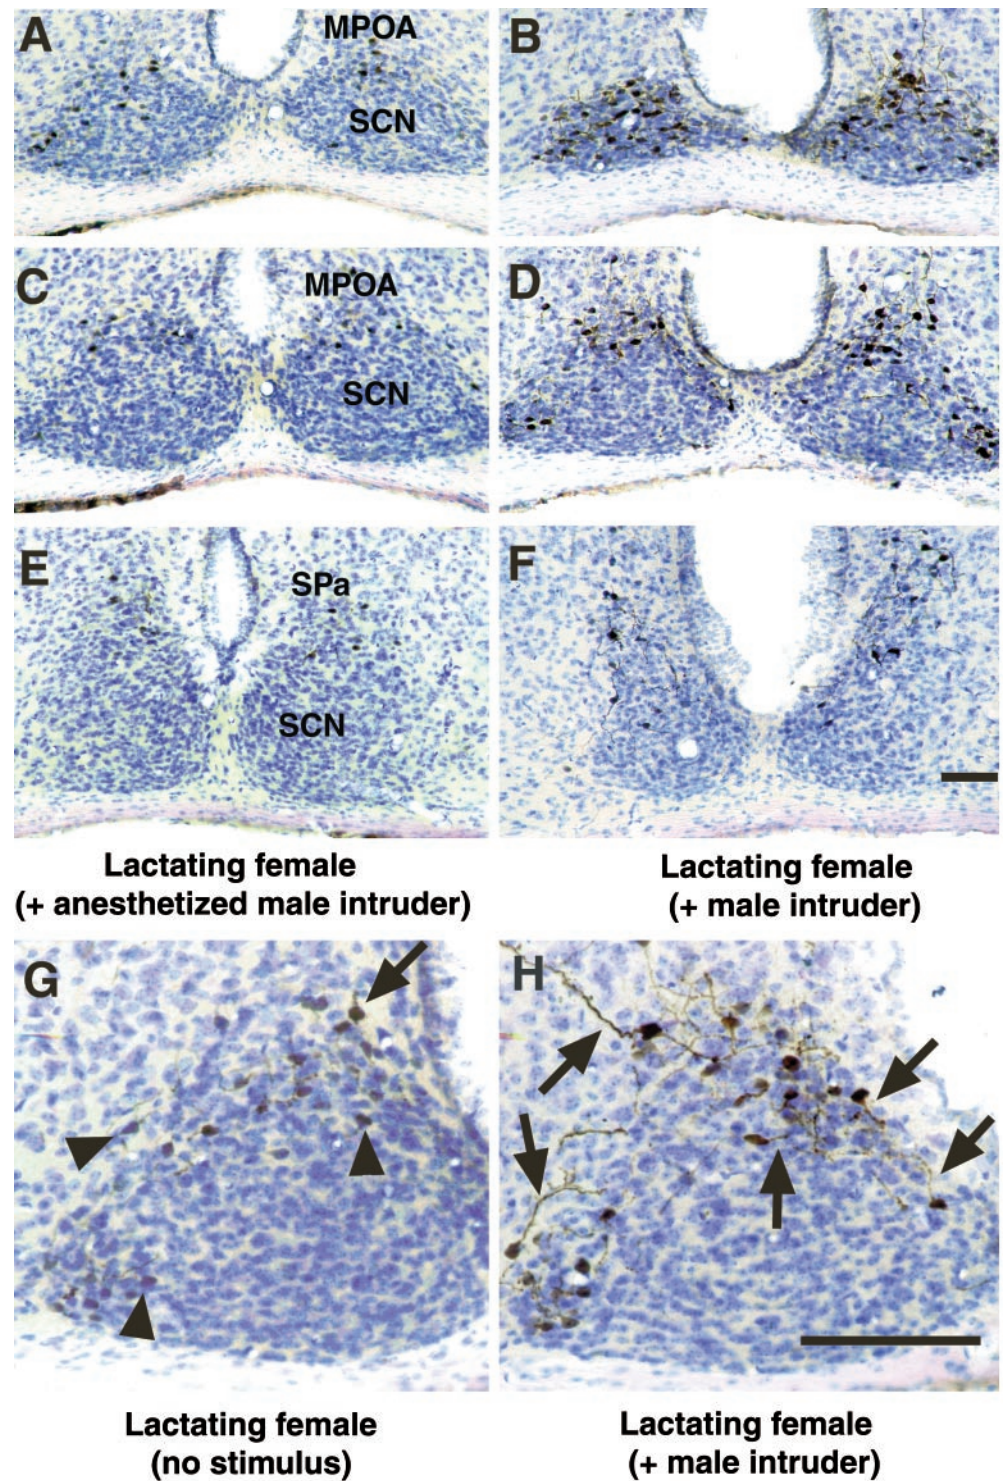 A
MPOA
SCN
B
C
MPOA
SCN
D
E
SPa
SCN
F
Lactating female
(+ anesthetized male intruder)
Lactating female
(+ male intruder)
G
H
Lactating female
(no stimulus)
Lactating female
(+ male intruder)